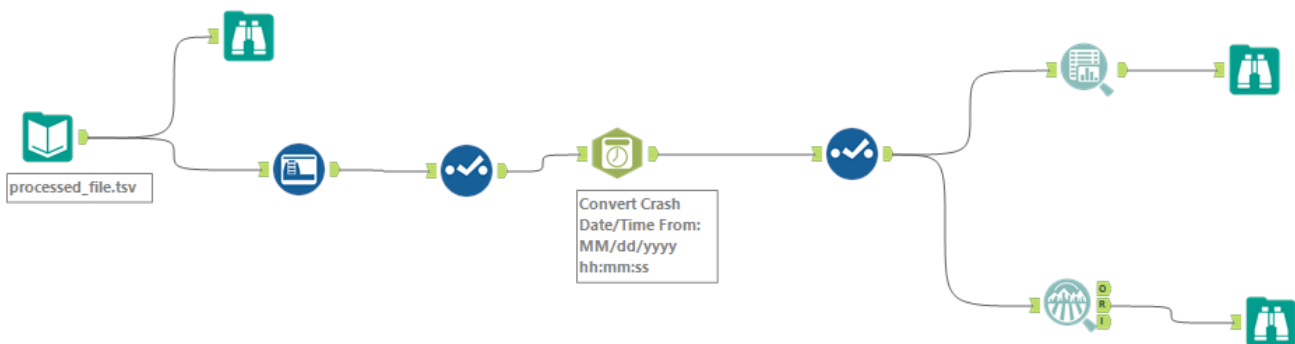 processed_file.tsv
Convert Crash
Date/Time From:
MM/dd/yyyy
hh:mm:ss
O
R
I